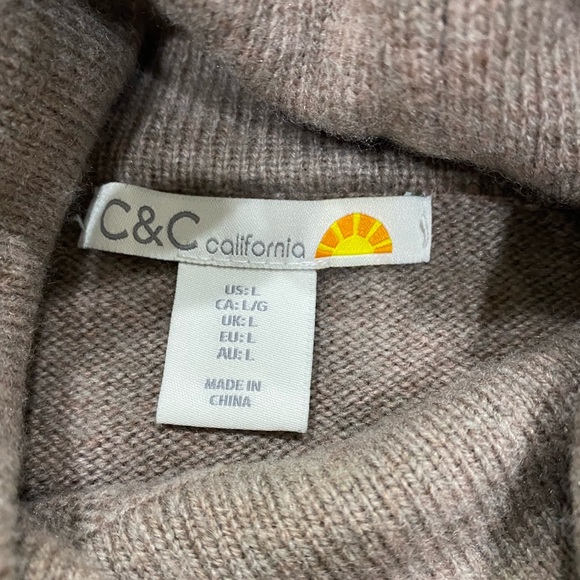 C&C california
US: L
CA: L/G
UK: L
EU: L
AU: L
MADE IN
CHINA